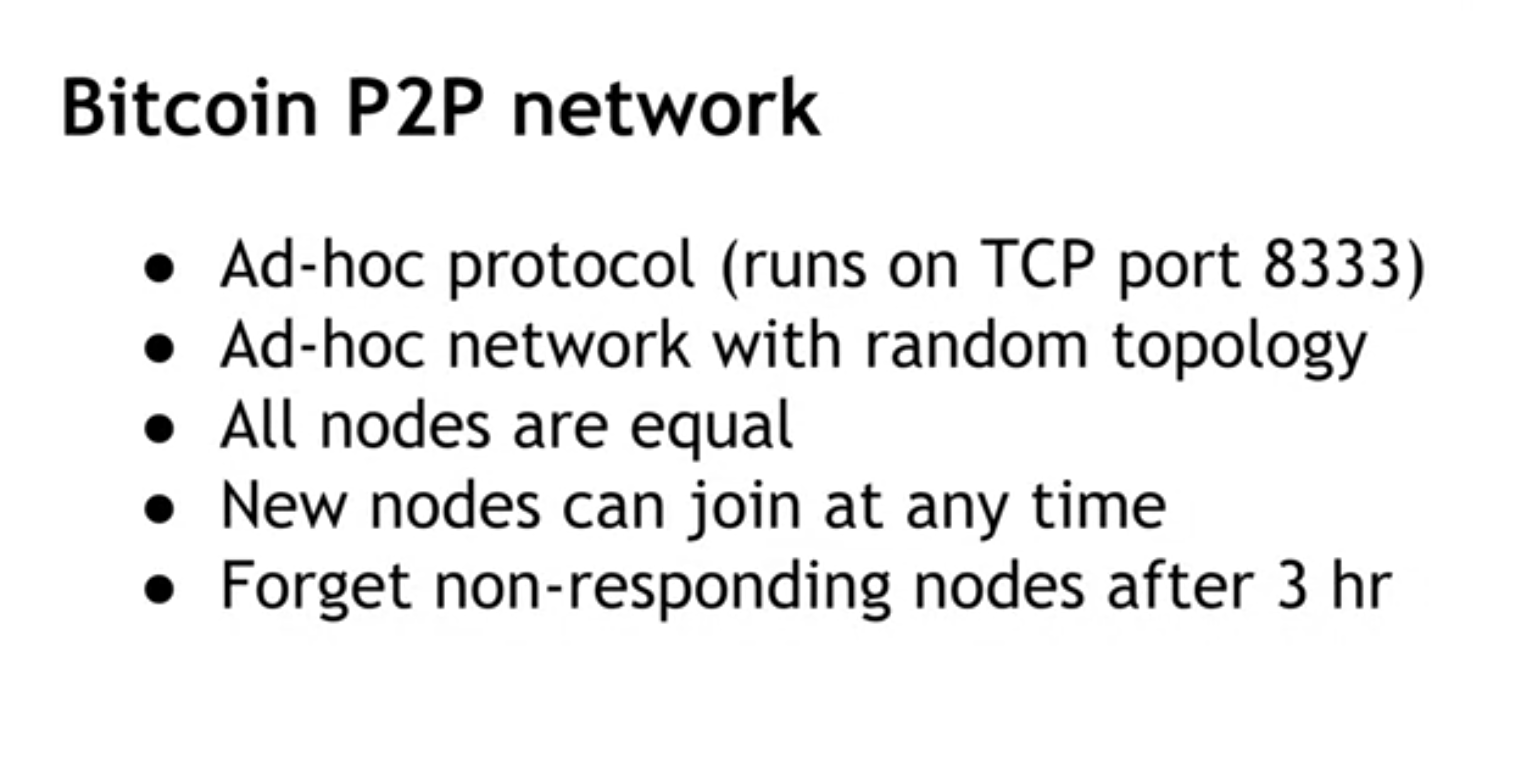 Bitcoin P2P network
● Ad-hoc protocol (runs on TCP port 8333)
● Ad-hoc network with random topology
● All nodes are equal
● New nodes can join at any time
● Forget non-responding nodes after 3 hr